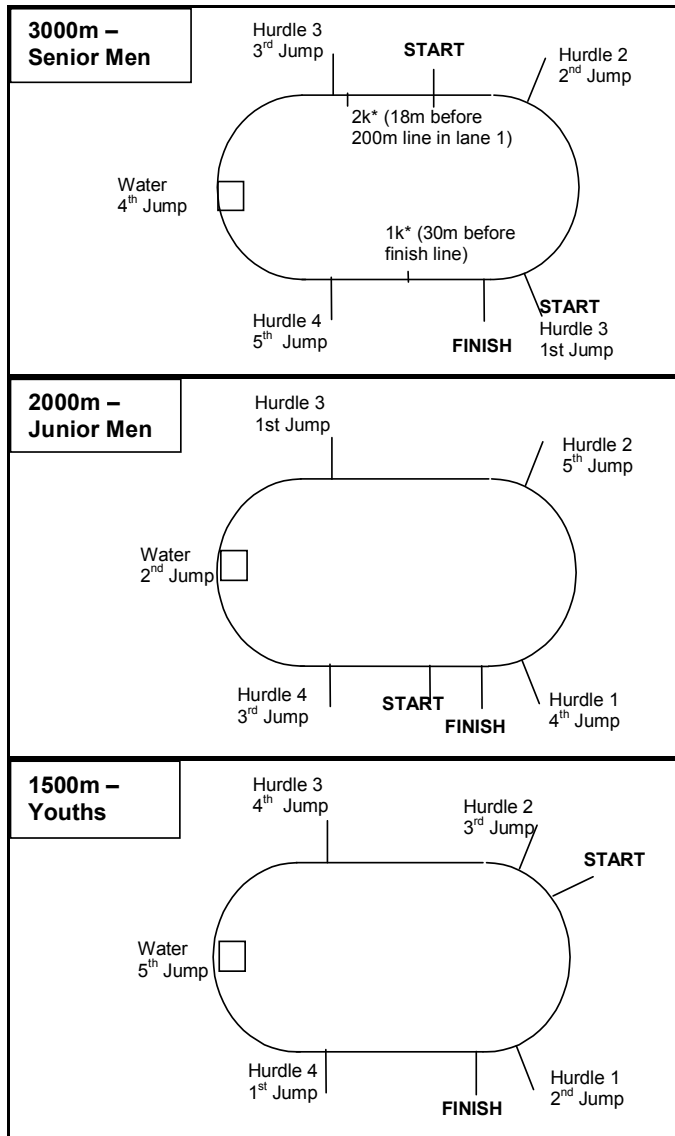 3000m –
Senior Men
Hurdle 3
3rd Jump
START
Hurdle 2
2nd Jump
2k* (18m before
200m line in lane 1)
Water
4th Jump
1k* (30m before
finish line)
Hurdle 4
5th Jump
FINISH
START
Hurdle 3
1st Jump
2000m –
Junior Men
Hurdle 3
1st Jump
Hurdle 2
5th Jump
Water
2nd Jump
Hurdle 4
3rd Jump
START
FINISH
Hurdle 1
4th Jump
1500m –
Youths
Hurdle 3
4th Jump
Hurdle 2
3rd Jump
START
Water
5th Jump
Hurdle 4
1st Jump
FINISH
Hurdle 1
2nd Jump